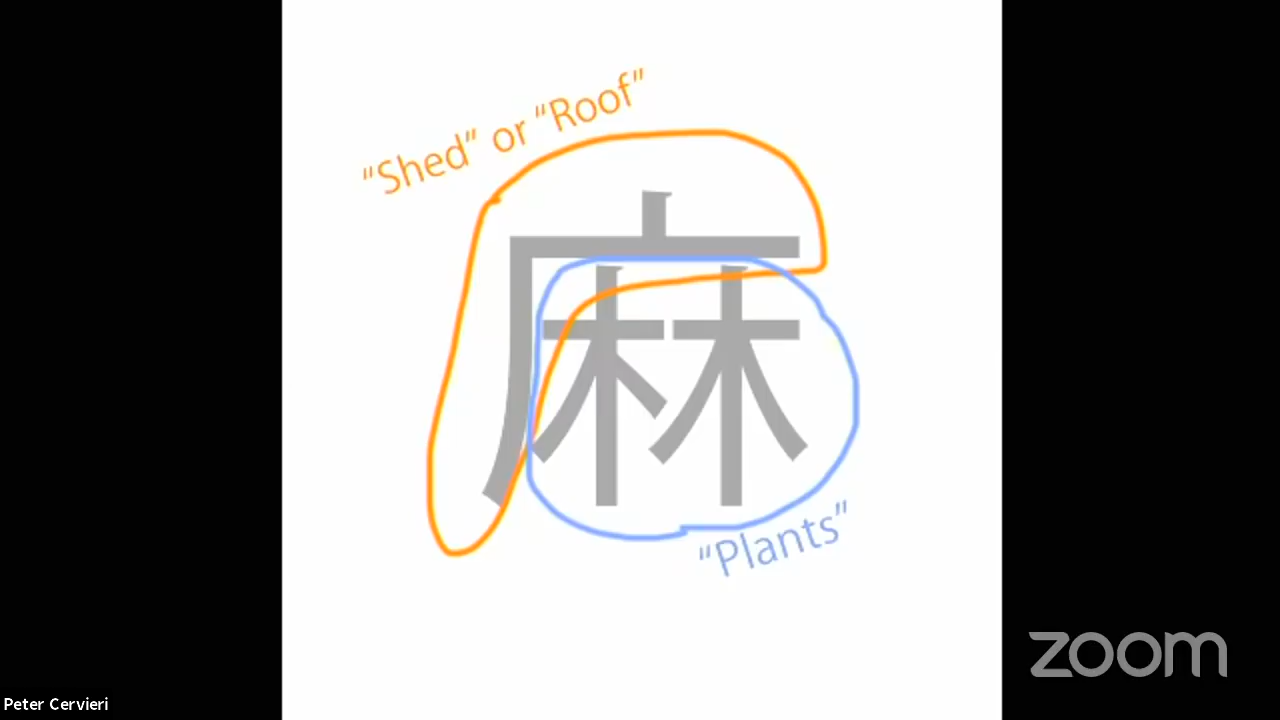 “Shed” or “Roof”
麻
“Plants”
zoom
Peter Cervieri